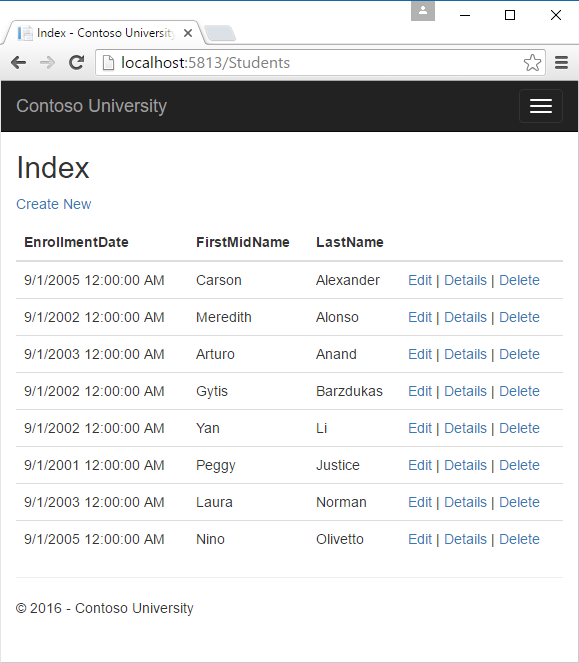 Index - Contoso University
localhost:5813/Students
Contoso University
Index
Create New
EnrollmentDate FirstMidName LastName
9/1/2005 12:00:00 AM Carson Alexander Edit | Details | Delete
9/1/2002 12:00:00 AM Meredith Alonso Edit | Details | Delete
9/1/2003 12:00:00 AM Arturo Anand Edit | Details | Delete
9/1/2002 12:00:00 AM Gytis Barzdukas Edit | Details | Delete
9/1/2002 12:00:00 AM Yan Li Edit | Details | Delete
9/1/2001 12:00:00 AM Peggy Justice Edit | Details | Delete
9/1/2003 12:00:00 AM Laura Norman Edit | Details | Delete
9/1/2005 12:00:00 AM Nino Olivetto Edit | Details | Delete
© 2016 - Contoso University